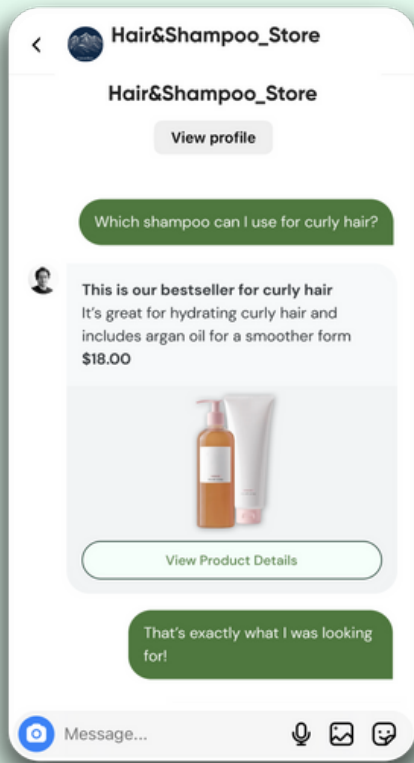 Hair&Shampoo_Store
Hair&Shampoo_Store
View profile
Which shampoo can I use for curly hair?
This is our bestseller for curly hair
It's great for hydrating curly hair and
includes argan oil for a smoother form
$18.00
View Product Details
That's exactly what I was looking
for!
Message...